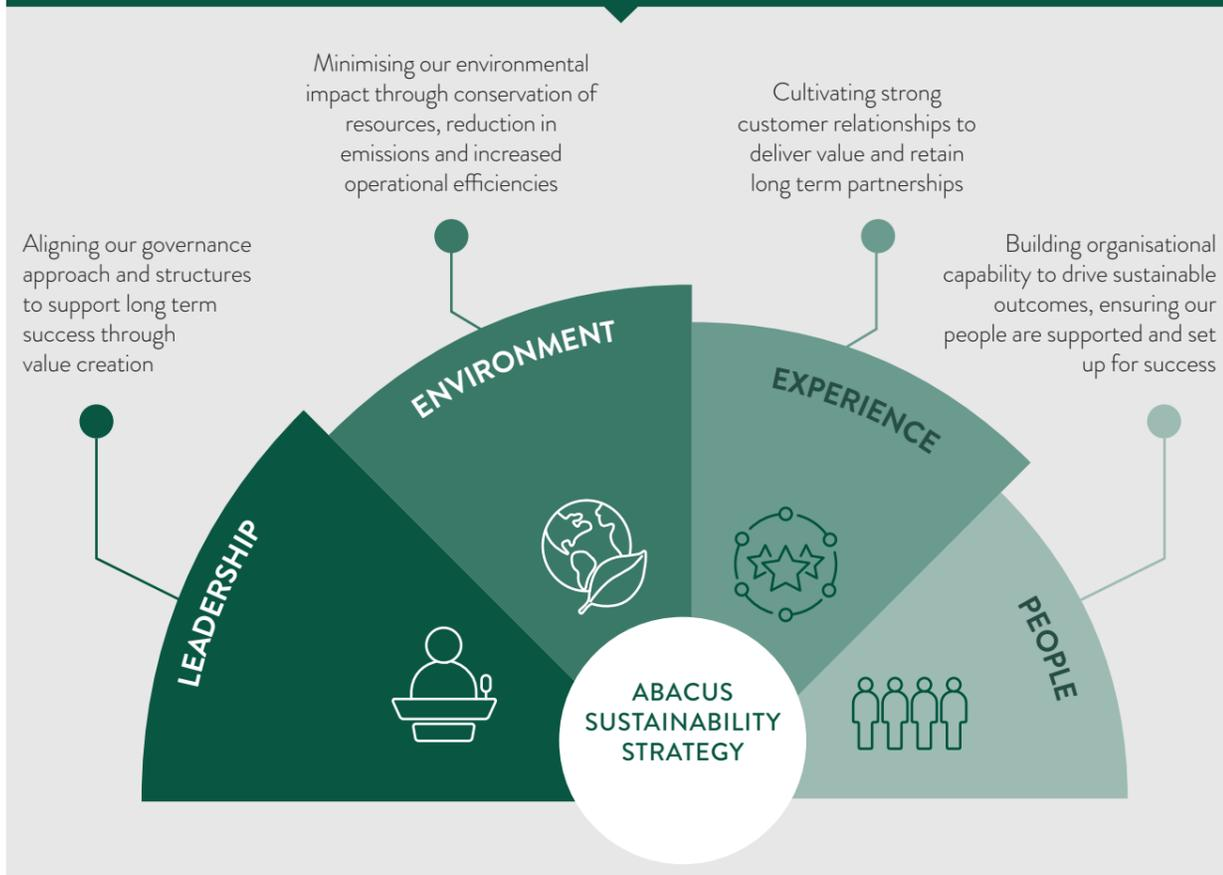 Minimising our environmental
impact through conservation of
resources, reduction in
emissions and increased
operational efficiencies
Cultivating strong
customer relationships to
deliver value and retain
long term partnerships
Aligning our governance
approach and structures
to support long term
success through
value creation
Building organisational
capability to drive sustainable
outcomes, ensuring our
people are supported and set
up for success
LEADERSHIP
ENVIRONMENT
EXPERIENCE
PEOPLE
ABACUS
SUSTAINABILITY
STRATEGY